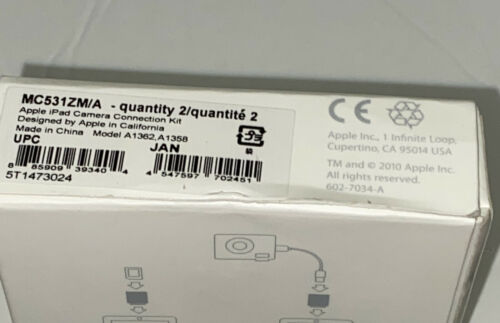 MC531ZM/A - quantity 2/quantité 2
Apple iPad Camera Connection Kit
Designed by Apple in California
Made in China Model A1362,A1358
UPC
JAN
8 85909 39340 4
4 547597 702451
5T1473024
CE
Apple Inc., 1 Infinite Loop,
Cupertino, CA 95014 USA
TM and © 2010 Apple Inc.
All rights reserved.
602-7034-A